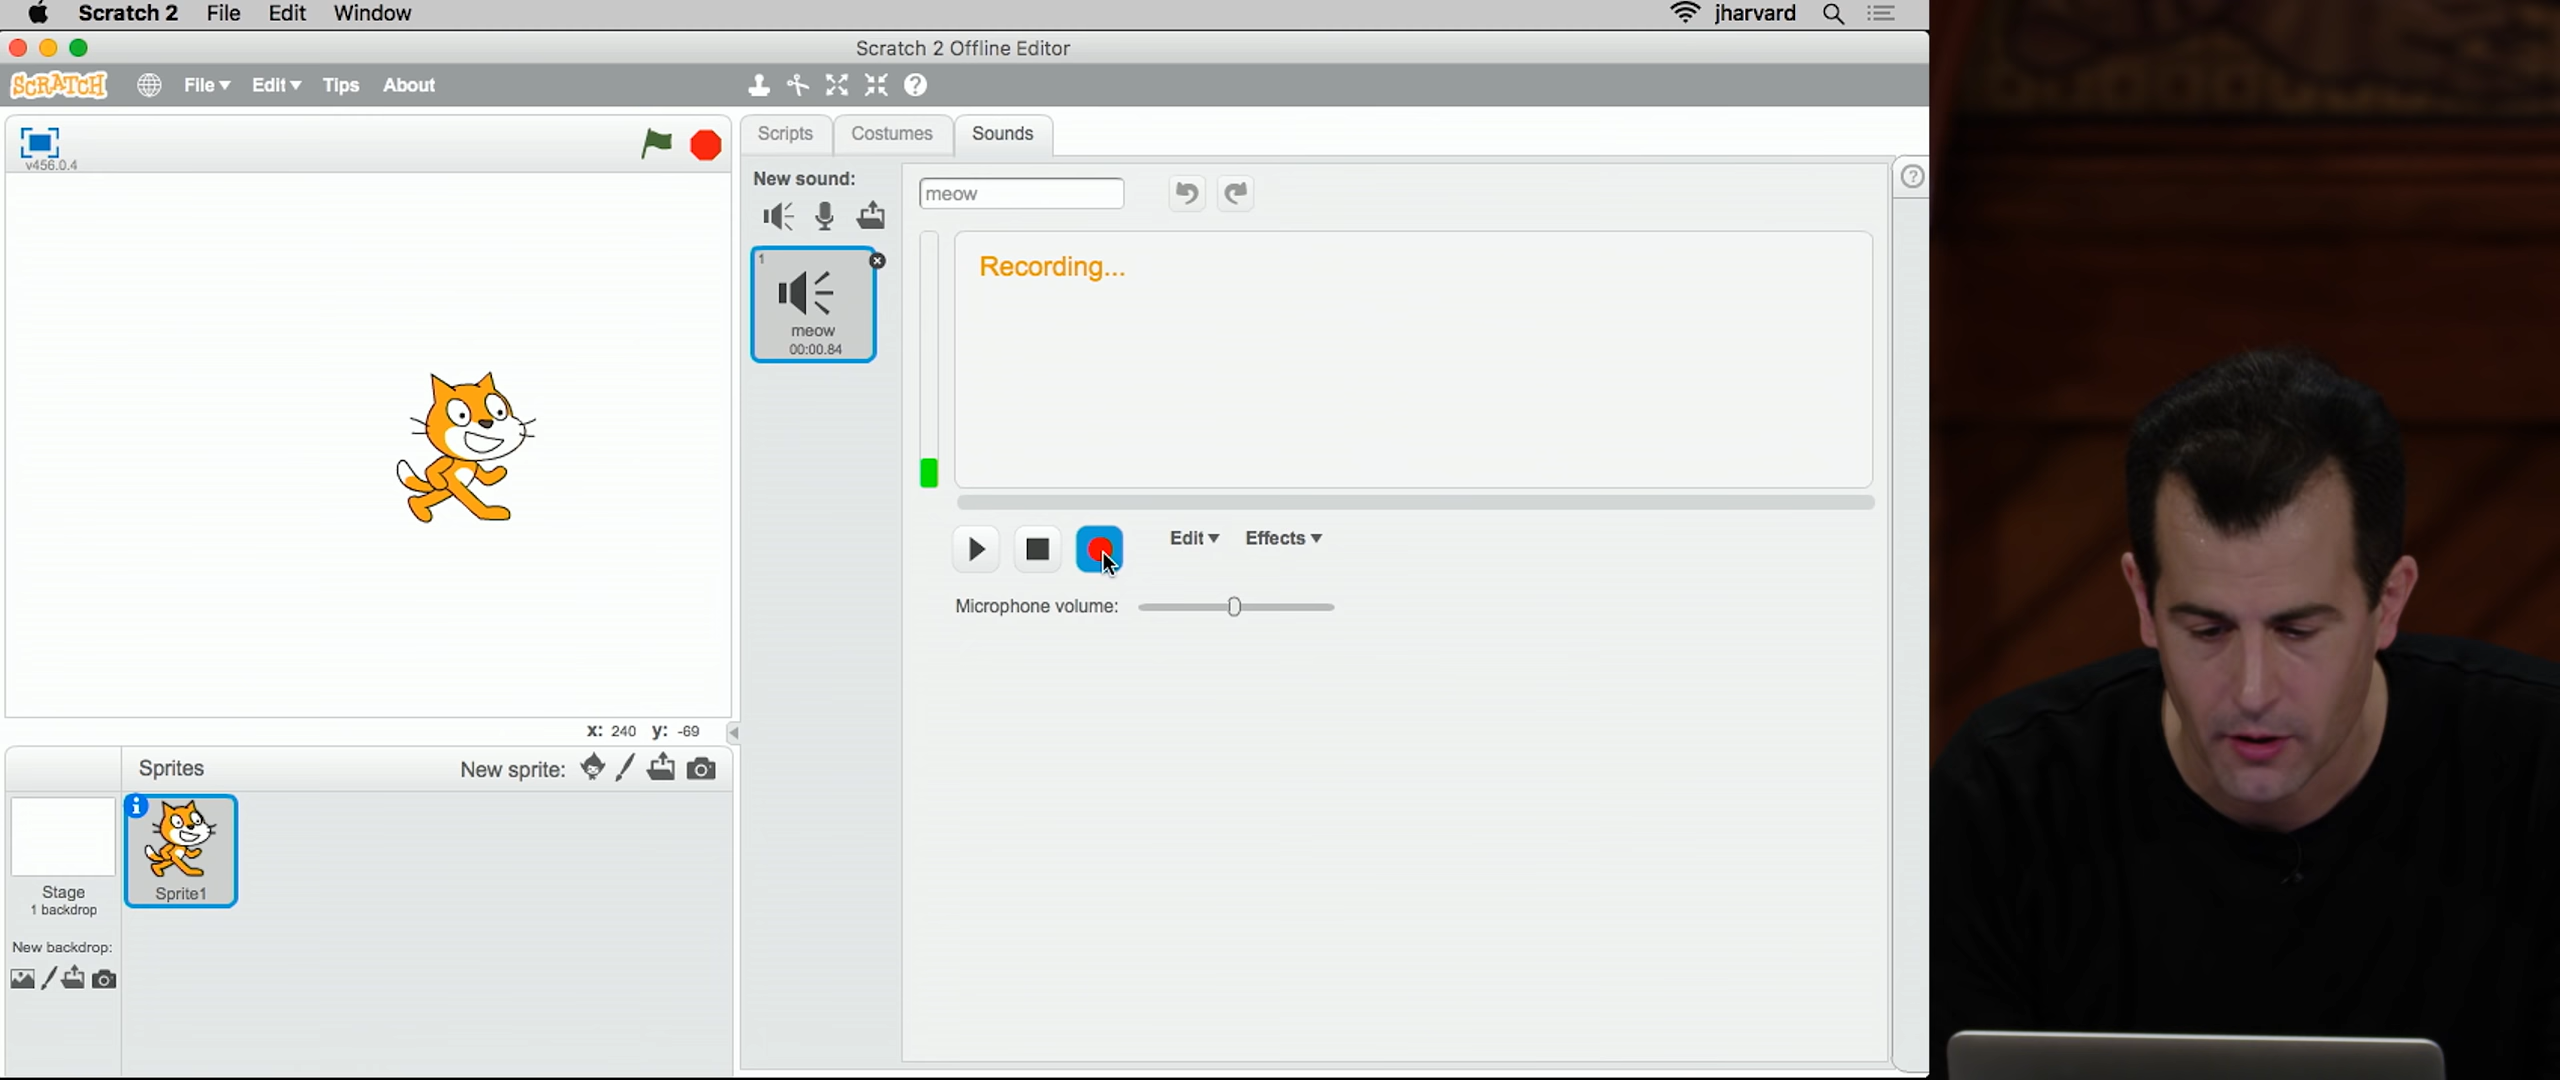 Scratch 2 File Edit Window jharvard
Scratch 2 Offline Editor
SCRATCH File Edit Tips About
v456.0.4
Scripts Costumes Sounds
New sound:
meow
1
meow
00:00.84
Recording...
Edit Effects
Microphone volume:
x: 240 y: -69
Sprites New sprite:
Stage
1 backdrop
New backdrop:
Sprite1